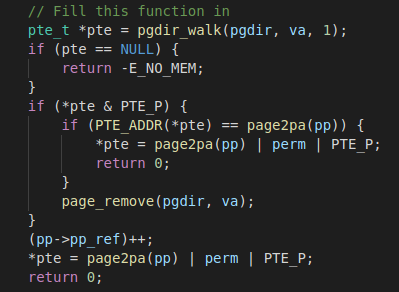 // Fill this function in
pte_t *pte = pgdir_walk(pgdir, va, 1);
if (pte == NULL) {
    return -E_NO_MEM;
}
if (*pte & PTE_P) {
    if (PTE_ADDR(*pte) == page2pa(pp)) {
        *pte = page2pa(pp) | perm | PTE_P;
        return 0;
    }
    page_remove(pgdir, va);
}
(pp->pp_ref)++;
*pte = page2pa(pp) | perm | PTE_P;
return 0;